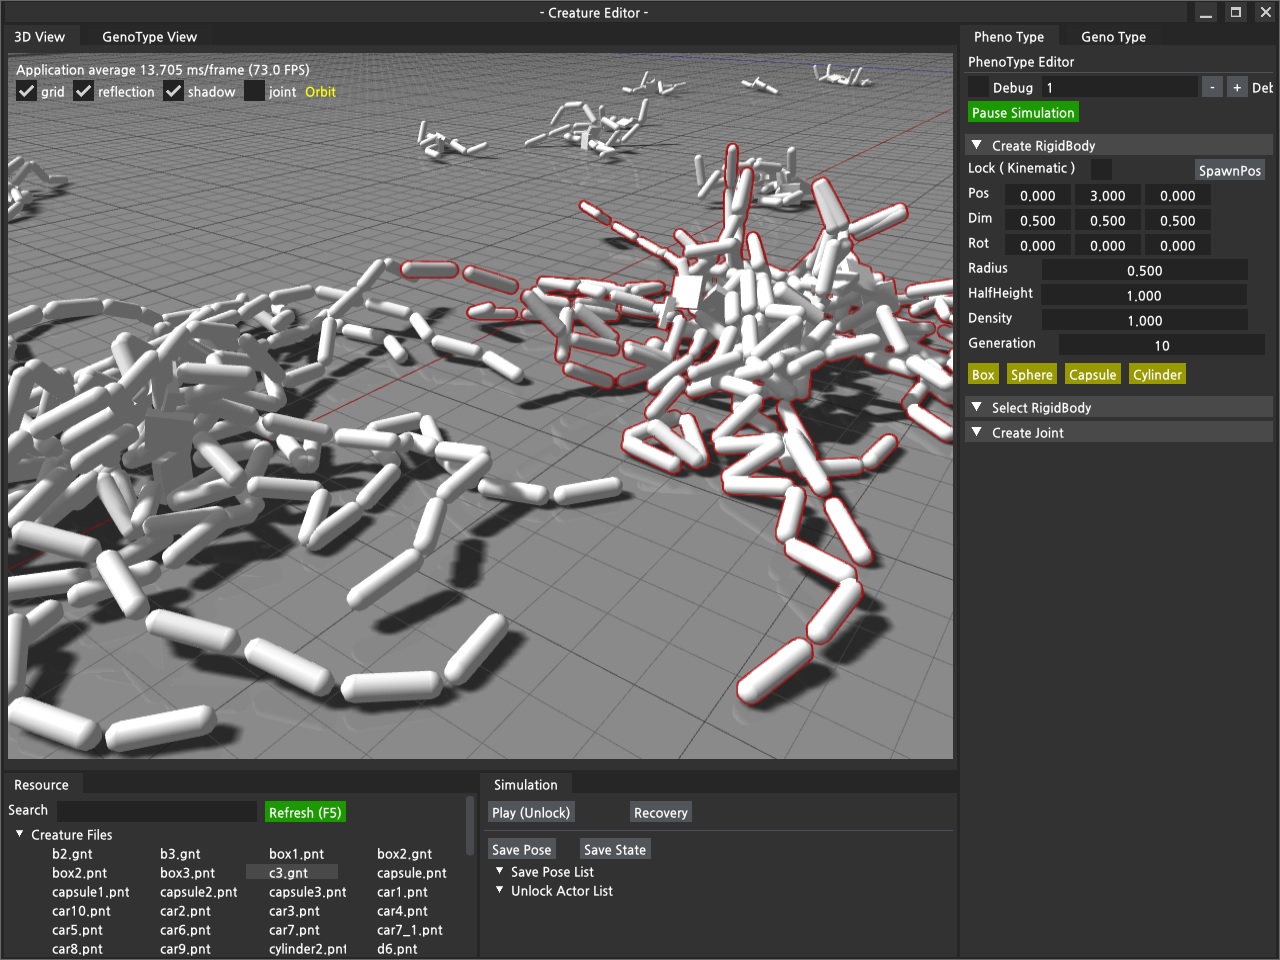 - Creature Editor -
3D View GenoType View
Application average 13.705 ms/frame (73.0 FPS)
grid reflection shadow joint Orbit
Pheno Type Geno Type
PhenoType Editor
Debug 1 - + Det
Pause Simulation
Create RigidBody
Lock ( Kinematic ) SpawnPos
Pos 0.000 3.000 0.000
Dim 0.500 0.500 0.500
Rot 0.000 0.000 0.000
Radius 0.500
HalfHeight 1.000
Density 1.000
Generation 10
Box Sphere Capsule Cylinder
Select RigidBody
Create Joint
Resource
Search Refresh (F5)
Creature Files
b2.gnt b3.gnt box1.pnt box2.gnt
box2.pnt box3.pnt c3.gnt capsule.pnt
capsule1.pnt capsule2.pnt capsule3.pnt car1.pnt
car10.pnt car2.pnt car3.pnt car4.pnt
car5.pnt car6.pnt car7.pnt car7_1.pnt
car8.pnt car9.pnt cylinder2.pnt d6.pnt
Simulation
Play (Unlock) Recovery
Save Pose Save State
Save Pose List
Unlock Actor List